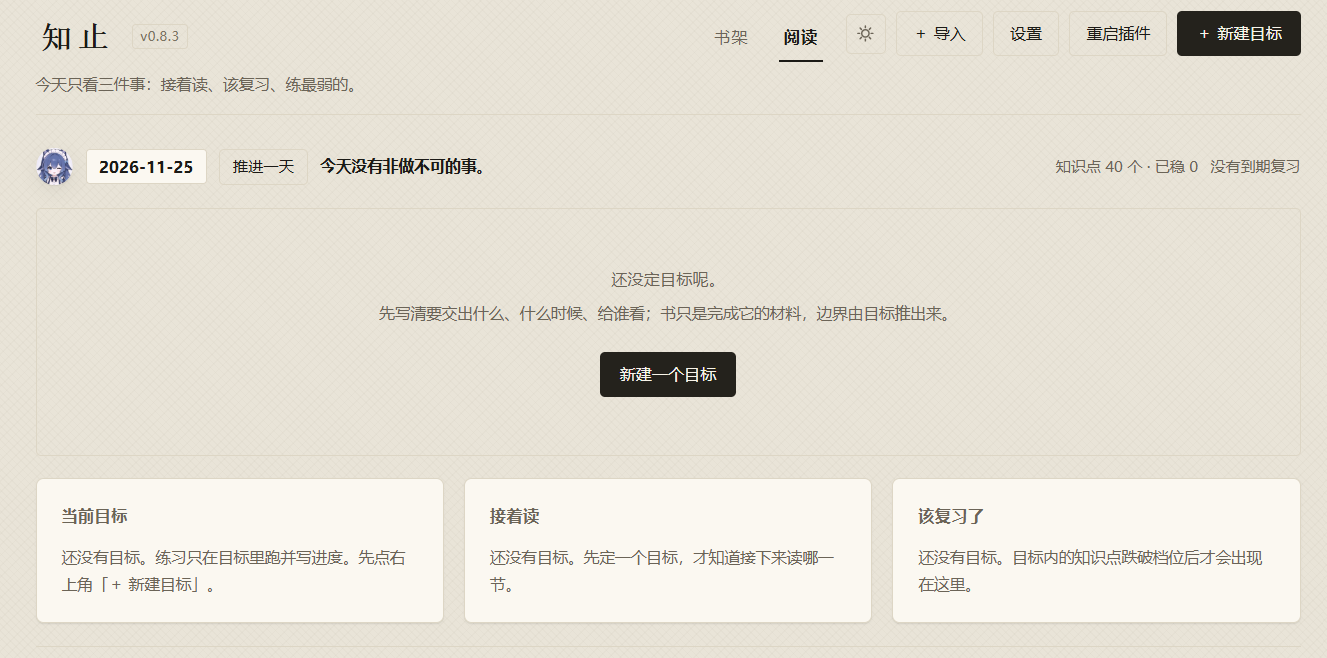 知止 v0.8.3
书架 阅读 + 导入 设置 重启插件 + 新建目标
今天只看三件事：接着读、该复习、练最弱的。
2026-11-25 推进一天 今天没有非做不可的事。 知识点 40 个 · 已稳 0 没有到期复习
还没定目标呢。
先写清要交出什么、什么时候、给谁看；书只是完成它的材料，边界由目标推出来。
新建一个目标
当前目标
还没有目标。练习只在目标里跑并写进度。先点右
上角「+ 新建目标」。
接着读
还没有目标。先定一个目标，才知道接下来读哪一
节。
该复习了
还没有目标。目标内的知识点跌破档位后才会出现
在这里。